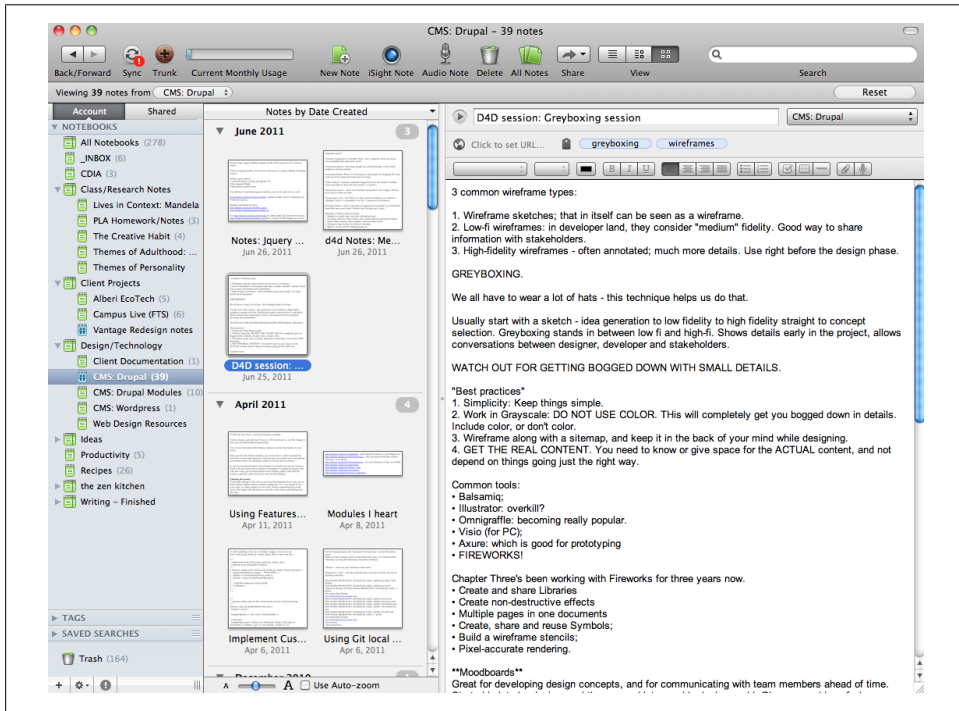 CMS: Drupal – 39 notes
Back/Forward Sync Trunk Current Monthly Usage New Note iSight Note Audio Note Delete All Notes Share View Search
Viewing 39 notes from CMS: Drupal Reset
Account Shared
NOTEBOOKS
All Notebooks (278)
_INBOX (6)
CDIA (3)
Class/Research Notes
Lives in Context: Mandela
PLA Homework/Notes (3)
The Creative Habit (4)
Themes of Adulthood: ...
Themes of Personality
Client Projects
Alberi EcoTech (5)
Campus Live (FTS) (6)
Vantage Redesign notes
Design/Technology
Client Documentation (1)
CMS: Drupal (39)
CMS: Drupal Modules (10)
CMS: Wordpress (1)
Web Design Resources
Ideas
Productivity (5)
Recipes (26)
the zen kitchen
Writing – Finished
TAGS
SAVED SEARCHES
Trash (164)
Notes by Date Created
June 2011 3
Notes: Jquery ... d4d Notes: Me...
Jun 26, 2011 Jun 26, 2011
D4D session: ...
Jun 25, 2011
April 2011 4
Using Features... Modules I heart
Apr 11, 2011 Apr 8, 2011
Implement Cus... Using Git local ...
Apr 6, 2011 Apr 6, 2011
A A Use Auto-zoom
D4D session: Greyboxing session CMS: Drupal
Click to set URL... greyboxing wireframes
B I U
3 common wireframe types:
1. Wireframe sketches; that in itself can be seen as a wireframe.
2. Low-fi wireframes: in developer land, they consider "medium" fidelity. Good way to share
information with stakeholders.
3. High-fidelity wireframes - often annotated; much more details. Use right before the design phase.
GREYBOXING.
We all have to wear a lot of hats - this technique helps us do that.
Usually start with a sketch - idea generation to low fidelity to high fidelity straight to concept
selection. Greyboxing stands in between low fi and high-fi. Shows details early in the project, allows
conversations between designer, developer and stakeholders.
WATCH OUT FOR GETTING BOGGED DOWN WITH SMALL DETAILS.
"Best practices"
1. Simplicity: Keep things simple.
2. Work in Grayscale: DO NOT USE COLOR. THis will completely get you bogged down in details.
Include color, or don't color.
3. Wireframe along with a sitemap, and keep it in the back of your mind while designing.
4. GET THE REAL CONTENT. You need to know or give space for the ACTUAL content, and not
depend on things going just the right way.
Common tools:
• Balsamiq;
• Illustrator: overkill?
• Omnigraffle: becoming really popular.
• Visio (for PC);
• Axure: which is good for prototyping
• FIREWORKS!
Chapter Three's been working with Fireworks for three years now.
• Create and share Libraries
• Create non-destructive effects
• Multiple pages in one documents
• Create, share and reuse Symbols;
• Build a wireframe stencils;
• Pixel-accurate rendering.
**Moodboards**
Great for developing design concepts, and for communicating with team members ahead of time.